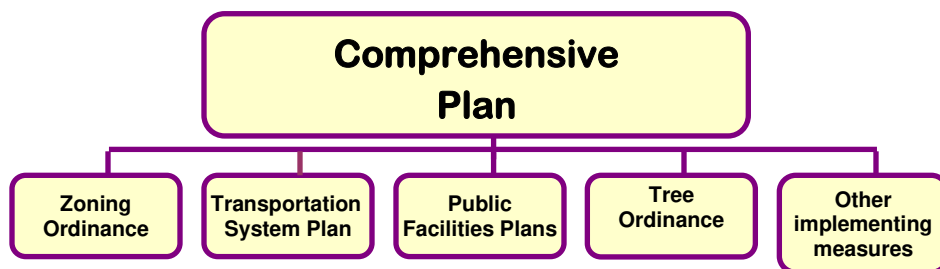 Comprehensive
Plan
Zoning
Ordinance
Transportation
System Plan
Public
Facilities Plans
Tree
Ordinance
Other
implementing
measures